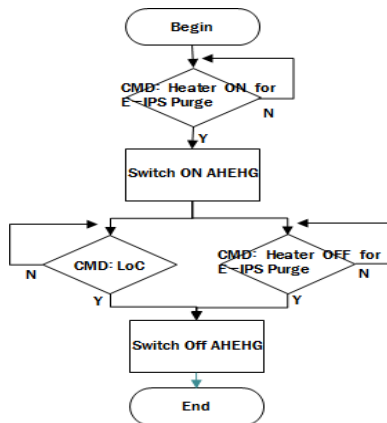 Begin
CMD: Heater ON for
E-IPS Purge
N
Y
Switch ON AHEHG
CMD: LoC
N
Y
CMD: Heater OFF for
E-IPS Purge
N
Y
Switch Off AHEHG
End